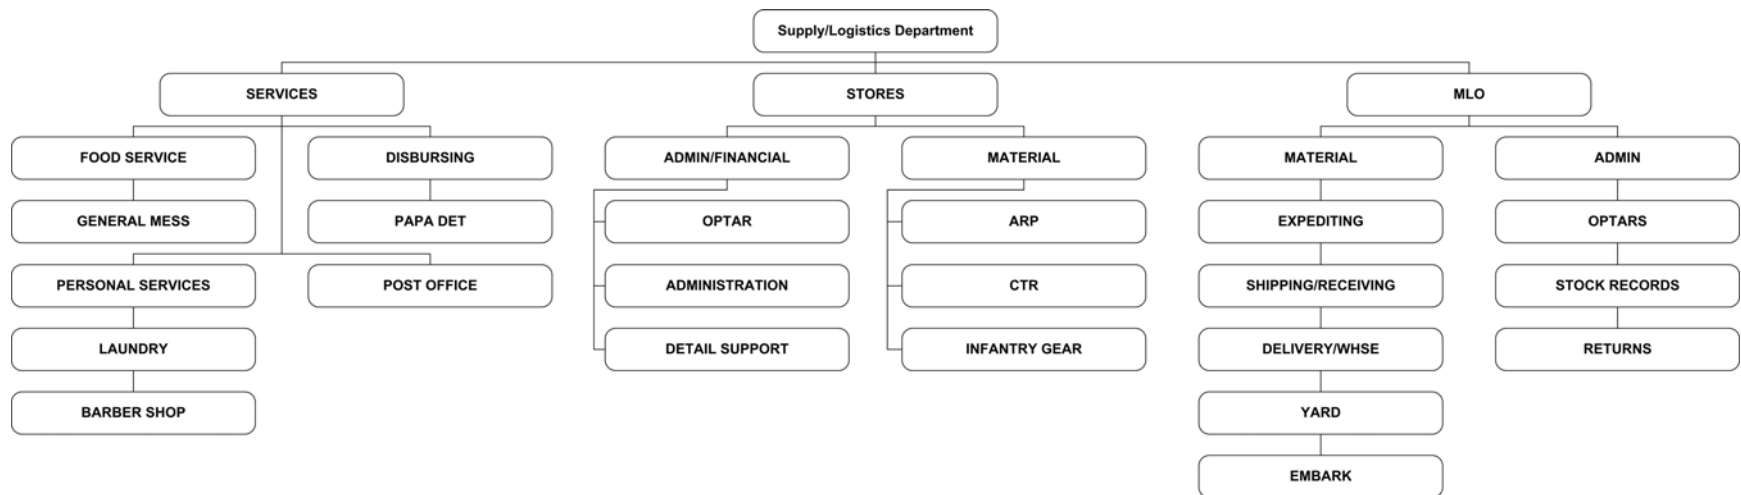 Supply/Logistics Department
SERVICES
STORES
MLO
FOOD SERVICE
DISBURSING
ADMIN/FINANCIAL
MATERIAL
MATERIAL
ADMIN
GENERAL MESS
PAPA DET
OPTAR
ARP
EXPEDITING
OPTARS
PERSONAL SERVICES
POST OFFICE
ADMINISTRATION
CTR
SHIPPING/RECEIVING
STOCK RECORDS
LAUNDRY
DETAIL SUPPORT
INFANTRY GEAR
DELIVERY/WHSE
RETURNS
BARBER SHOP
YARD
EMBARK